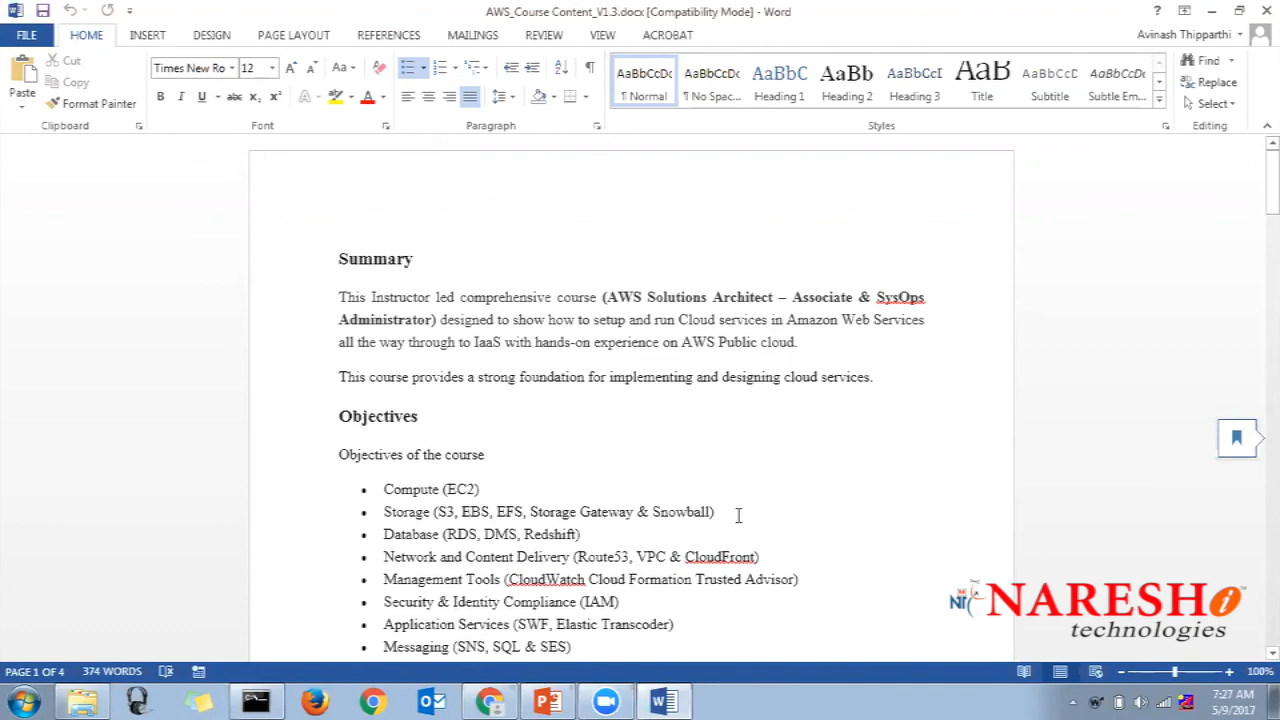 AWS_Course Content_V1.3.docx [Compatibility Mode] - Word
FILE HOME INSERT DESIGN PAGE LAYOUT REFERENCES MAILINGS REVIEW VIEW ACROBAT Avinash Thipparthi
Paste
Cut
Copy
Format Painter
Times New Ro 12
AaBbCcDc ¶ Normal
AaBbCcDc ¶ No Spac...
AaBbC Heading 1
AaBb Heading 2
AaBbCcI Heading 3
AaB Title
AaBbCcD Subtitle
AaBbCcDc Subtle Em...
Find
Replace
Select
Clipboard Font Paragraph Styles Editing
Summary
This Instructor led comprehensive course (AWS Solutions Architect – Associate & SysOps
Administrator) designed to show how to setup and run Cloud services in Amazon Web Services
all the way through to IaaS with hands-on experience on AWS Public cloud.
This course provides a strong foundation for implementing and designing cloud services.
Objectives
Objectives of the course
• Compute (EC2)
• Storage (S3, EBS, EFS, Storage Gateway & Snowball)
• Database (RDS, DMS, Redshift)
• Network and Content Delivery (Route53, VPC & CloudFront)
• Management Tools (CloudWatch Cloud Formation Trusted Advisor)
• Security & Identity Compliance (IAM)
• Application Services (SWF, Elastic Transcoder)
• Messaging (SNS, SQL & SES)
NARESH i
technologies
PAGE 1 OF 4 374 WORDS 100%
7:27 AM
5/9/2017